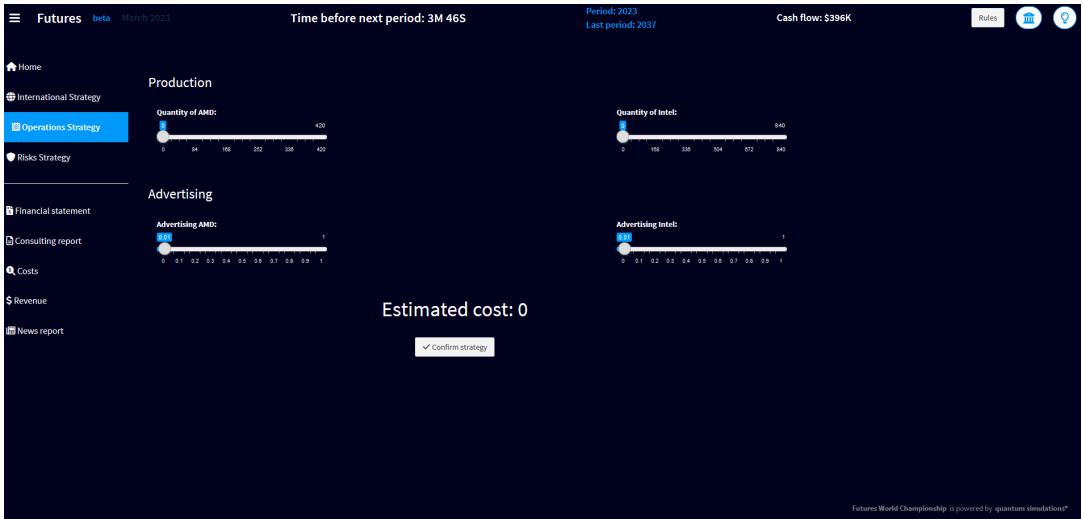 Futures beta March 2023 Time before next period: 3M 46S Period: 2023 Cash flow: $396K Rules
Last period: 2037
Home
International Strategy
Operations Strategy
Risks Strategy
Financial statement
Consulting report
Costs
Revenue
News report
Production
Quantity of AMD: Quantity of Intel:
0 420 0 840
0 84 168 252 336 420 0 168 336 504 672 840
Advertising
Advertising AMD: Advertising Intel:
0.01 1 0.01 1
0 0.1 0.2 0.3 0.4 0.5 0.6 0.7 0.8 0.9 1 0 0.1 0.2 0.3 0.4 0.5 0.6 0.7 0.8 0.9 1
Estimated cost: 0
Confirm strategy
Futures World Championship is powered by quantum simulations*